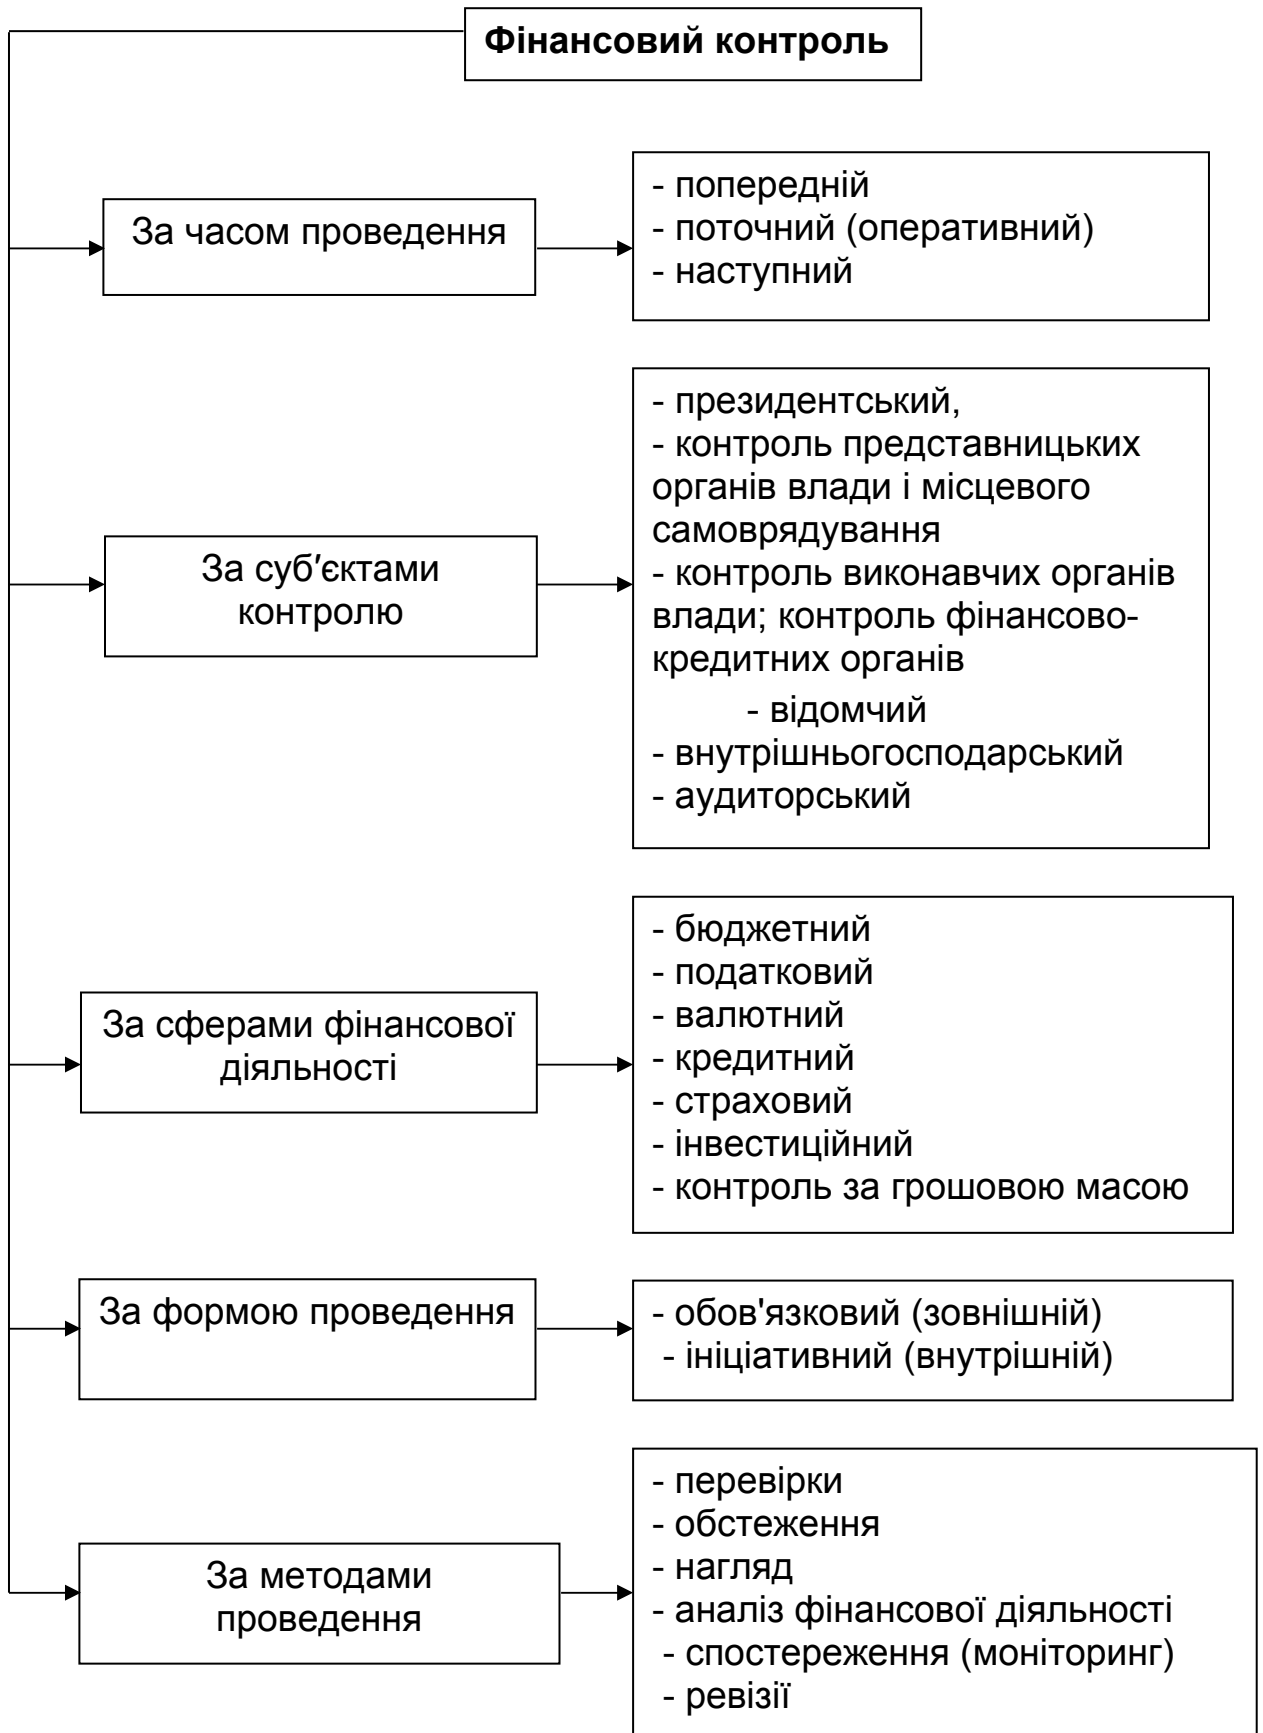 Фінансовий контроль
За часом проведення
- попередній
- поточний (оперативний)
- наступний
За суб′єктами
контролю
- президентський,
- контроль представницьких
органів влади і місцевого
самоврядування
- контроль виконавчих органів
влади; контроль фінансово-
кредитних органів
- відомчий
- внутрішньогосподарський
- аудиторський
За сферами фінансової
діяльності
- бюджетний
- податковий
- валютний
- кредитний
- страховий
- інвестиційний
- контроль за грошовою масою
За формою проведення
- обов'язковий (зовнішній)
- ініціативний (внутрішній)
За методами
проведення
- перевірки
- обстеження
- нагляд
- аналіз фінансової діяльності
- спостереження (моніторинг)
- ревізії